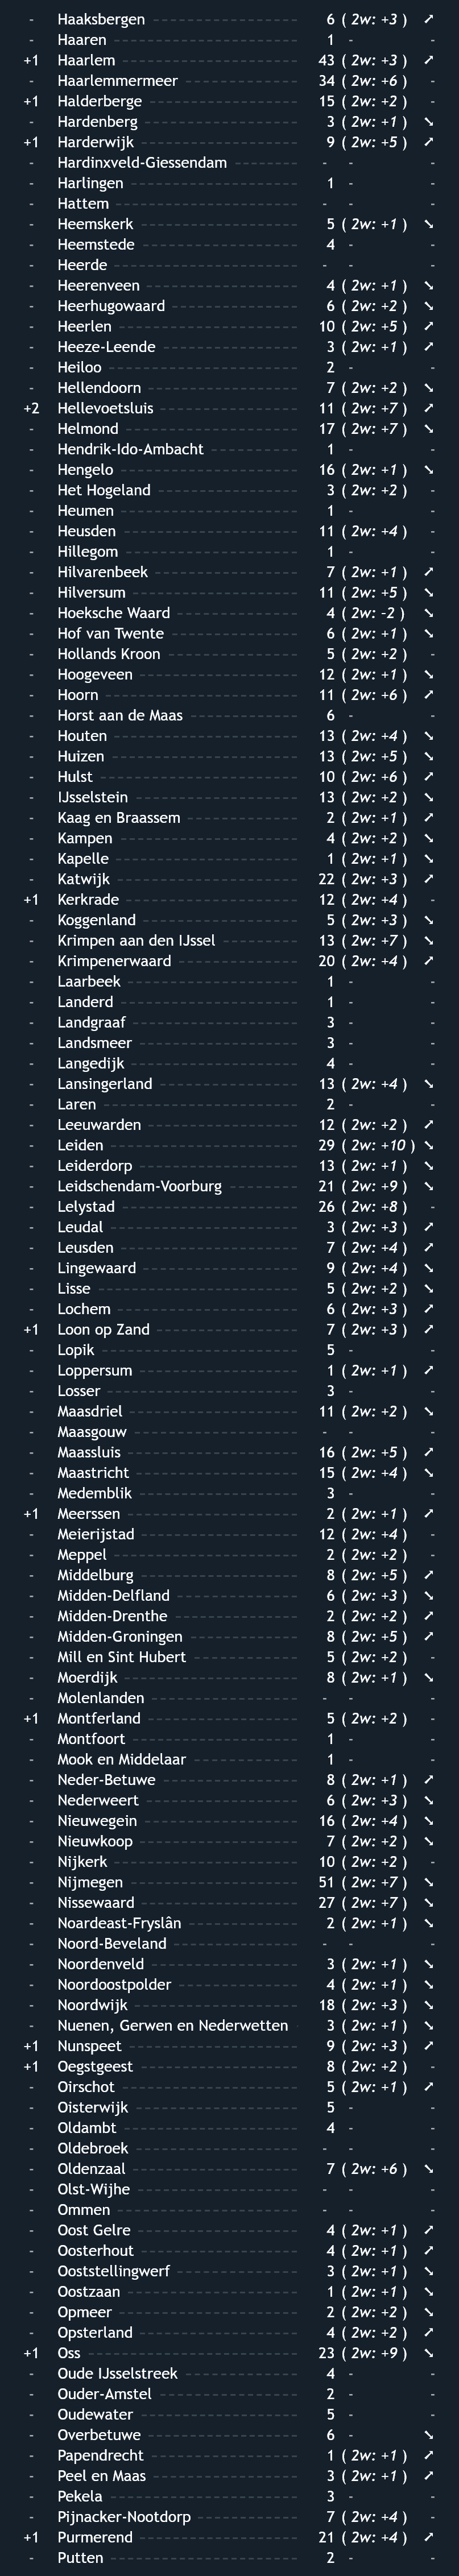 - Haaksbergen 6 ( 2w: +3 ) ➚
- Haaren 1 - -
+1 Haarlem 43 ( 2w: +3 ) ➚
- Haarlemmermeer 34 ( 2w: +6 ) -
+1 Halderberge 15 ( 2w: +2 ) -
- Hardenberg 3 ( 2w: +1 ) ➘
+1 Harderwijk 9 ( 2w: +5 ) ➚
- Hardinxveld-Giessendam - - -
- Harlingen 1 - -
- Hattem - - -
- Heemskerk 5 ( 2w: +1 ) ➘
- Heemstede 4 - -
- Heerde - - -
- Heerenveen 4 ( 2w: +1 ) ➘
- Heerhugowaard 6 ( 2w: +2 ) ➘
- Heerlen 10 ( 2w: +5 ) ➚
- Heeze-Leende 3 ( 2w: +1 ) ➚
- Heiloo 2 - -
- Hellendoorn 7 ( 2w: +2 ) ➘
+2 Hellevoetsluis 11 ( 2w: +7 ) ➚
- Helmond 17 ( 2w: +7 ) ➘
- Hendrik-Ido-Ambacht 1 - -
- Hengelo 16 ( 2w: +1 ) ➘
- Het Hogeland 3 ( 2w: +2 ) -
- Heumen 1 - -
- Heusden 11 ( 2w: +4 ) -
- Hillegom 1 - -
- Hilvarenbeek 7 ( 2w: +1 ) ➚
- Hilversum 11 ( 2w: +5 ) ➘
- Hoeksche Waard 4 ( 2w: -2 ) ➘
- Hof van Twente 6 ( 2w: +1 ) ➘
- Hollands Kroon 5 ( 2w: +2 ) -
- Hoogeveen 12 ( 2w: +1 ) ➘
- Hoorn 11 ( 2w: +6 ) ➚
- Horst aan de Maas 6 - -
- Houten 13 ( 2w: +4 ) ➘
- Huizen 13 ( 2w: +5 ) ➘
- Hulst 10 ( 2w: +6 ) ➚
- IJsselstein 13 ( 2w: +2 ) ➘
- Kaag en Braassem 2 ( 2w: +1 ) ➚
- Kampen 4 ( 2w: +2 ) ➘
- Kapelle 1 ( 2w: +1 ) ➘
- Katwijk 22 ( 2w: +3 ) ➚
+1 Kerkrade 12 ( 2w: +4 ) -
- Koggenland 5 ( 2w: +3 ) ➘
- Krimpen aan den IJssel 13 ( 2w: +7 ) ➘
- Krimpenerwaard 20 ( 2w: +4 ) ➚
- Laarbeek 1 - -
- Landerd 1 - -
- Landgraaf 3 - -
- Landsmeer 3 - -
- Langedijk 4 - -
- Lansingerland 13 ( 2w: +4 ) ➘
- Laren 2 - -
- Leeuwarden 12 ( 2w: +2 ) ➚
- Leiden 29 ( 2w: +10 ) ➘
- Leiderdorp 13 ( 2w: +1 ) ➘
- Leidschendam-Voorburg 21 ( 2w: +9 ) ➘
- Lelystad 26 ( 2w: +8 ) -
- Leudal 3 ( 2w: +3 ) ➚
- Leusden 7 ( 2w: +4 ) ➚
- Lingewaard 9 ( 2w: +4 ) ➘
- Lisse 5 ( 2w: +2 ) ➘
- Lochem 6 ( 2w: +3 ) ➚
+1 Loon op Zand 7 ( 2w: +3 ) ➚
- Lopik 5 - -
- Loppersum 1 ( 2w: +1 ) ➚
- Losser 3 - -
- Maasdriel 11 ( 2w: +2 ) ➘
- Maasgouw - - -
- Maassluis 16 ( 2w: +5 ) ➚
- Maastricht 15 ( 2w: +4 ) ➘
- Medemblik 3 - -
+1 Meerssen 2 ( 2w: +1 ) ➚
- Meierijstad 12 ( 2w: +4 ) -
- Meppel 2 ( 2w: +2 ) -
- Middelburg 8 ( 2w: +5 ) ➚
- Midden-Delfland 6 ( 2w: +3 ) ➘
- Midden-Drenthe 2 ( 2w: +2 ) ➚
- Midden-Groningen 8 ( 2w: +5 ) ➚
- Mill en Sint Hubert 5 ( 2w: +2 ) -
- Moerdijk 8 ( 2w: +1 ) ➘
- Molenlanden - - -
+1 Montferland 5 ( 2w: +2 ) -
- Montfoort 1 - -
- Mook en Middelaar 1 - -
- Neder-Betuwe 8 ( 2w: +1 ) ➚
- Nederweert 6 ( 2w: +3 ) ➘
- Nieuwegein 16 ( 2w: +4 ) ➘
- Nieuwkoop 7 ( 2w: +2 ) ➘
- Nijkerk 10 ( 2w: +2 ) -
- Nijmegen 51 ( 2w: +7 ) ➘
- Nissewaard 27 ( 2w: +7 ) ➘
- Noardeast-Fryslân 2 ( 2w: +1 ) ➘
- Noord-Beveland - - -
- Noordenveld 3 ( 2w: +1 ) ➘
- Noordoostpolder 4 ( 2w: +1 ) ➘
- Noordwijk 18 ( 2w: +3 ) ➘
- Nuenen, Gerwen en Nederwetten 3 ( 2w: +1 ) ➘
+1 Nunspeet 9 ( 2w: +3 ) ➚
+1 Oegstgeest 8 ( 2w: +2 ) -
- Oirschot 5 ( 2w: +1 ) ➚
- Oisterwijk 5 - -
- Oldambt 4 - -
- Oldebroek - - -
- Oldenzaal 7 ( 2w: +6 ) ➘
- Olst-Wijhe - - -
- Ommen - - -
- Oost Gelre 4 ( 2w: +1 ) ➚
- Oosterhout 4 ( 2w: +1 ) ➚
- Ooststellingwerf 3 ( 2w: +1 ) ➘
- Oostzaan 1 ( 2w: +1 ) ➘
- Opmeer 2 ( 2w: +2 ) ➘
- Opsterland 4 ( 2w: +2 ) ➚
+1 Oss 23 ( 2w: +9 ) ➘
- Oude IJsselstreek 4 - -
- Ouder-Amstel 2 - -
- Oudewater 5 - -
- Overbetuwe 6 - ➘
- Papendrecht 1 ( 2w: +1 ) ➚
- Peel en Maas 3 ( 2w: +1 ) ➚
- Pekela 3 - -
- Pijnacker-Nootdorp 7 ( 2w: +4 ) -
+1 Purmerend 21 ( 2w: +4 ) ➚
- Putten 2 - -